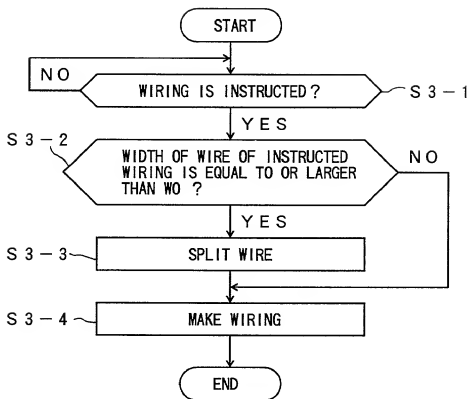 START
NO
WIRING IS INSTRUCTED?
S3-1
YES
S3-2
WIDTH OF WIRE OF INSTRUCTED
WIRING IS EQUAL TO OR LARGER
THAN WO ?
NO
YES
S3-3
SPLIT WIRE
S3-4
MAKE WIRING
END